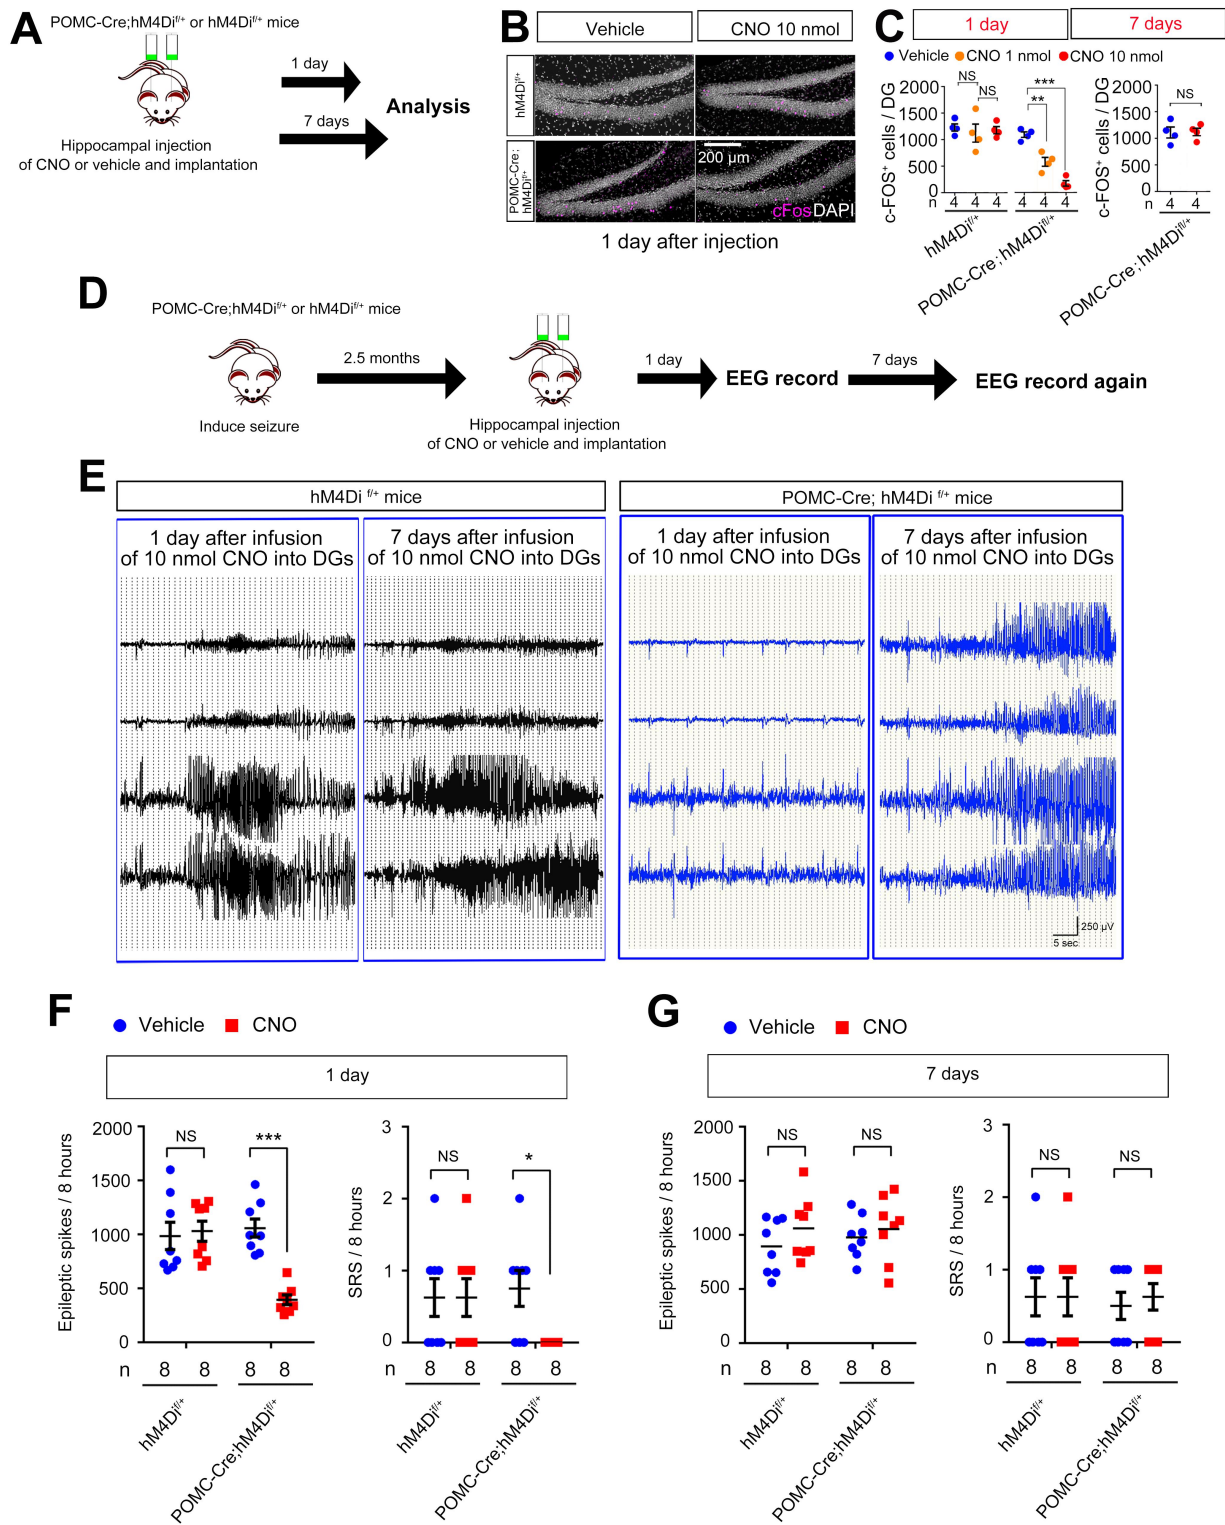 A
POMC-Cre;hM4Di^f/+ or hM4Di^f/+ mice
1 day
7 days
Analysis
Hippocampal injection
of CNO or vehicle and implantation
B
Vehicle
CNO 10 nmol
hM4Di^f/+
POMC-Cre;
hM4Di^f/+
200 µm
cFos DAPI
1 day after injection
C
1 day
7 days
Vehicle
CNO 1 nmol
CNO 10 nmol
c-FOS+ cells / DG
2000
1500
1000
500
0
NS
NS
**
***
n
4 4 4 4 4 4
hM4Di^f/+
POMC-Cre; hM4Di^fl/+
c-FOS+ cells / DG
2000
1500
1000
500
0
NS
4 4
POMC-Cre; hM4Di^fl/+
D
POMC-Cre;hM4Di^f/+ or hM4Di^f/+ mice
2.5 months
1 day
EEG record
7 days
EEG record again
Induce seizure
Hippocampal injection
of CNO or vehicle and implantation
E
hM4Di f/+ mice
POMC-Cre; hM4Di f/+ mice
1 day after infusion
of 10 nmol CNO into DGs
7 days after infusion
of 10 nmol CNO into DGs
1 day after infusion
of 10 nmol CNO into DGs
7 days after infusion
of 10 nmol CNO into DGs
250 µV
5 sec
F
Vehicle
CNO
1 day
Epileptic spikes / 8 hours
2000
1500
1000
500
0
NS
***
n
8 8 8 8
hM4Di^f/+
POMC-Cre;hM4Di^f/+
SRS / 8 hours
3
2
1
0
NS
*
8 8 8 8
hM4Di^f/+
POMC-Cre;hM4Di^f/+
G
Vehicle
CNO
7 days
Epileptic spikes / 8 hours
2000
1500
1000
500
0
NS
NS
n
8 8 8 8
hM4Di^f/+
POMC-Cre;hM4Di^f/+
SRS / 8 hours
3
2
1
0
NS
NS
8 8 8 8
hM4Di^f/+
POMC-Cre;hM4Di^f/+